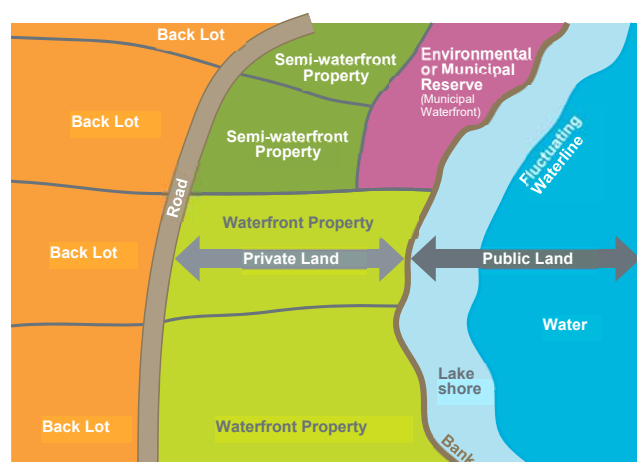 Back Lot
Semi-waterfront
Property
Environmental
or Municipal
Reserve
(Municipal
Waterfront)
Back Lot
Semi-waterfront
Property
Fluctuating
Waterline
Road
Waterfront Property
Back Lot
Private Land
Public Land
Water
Lake
shore
Back Lot
Waterfront Property
Bank